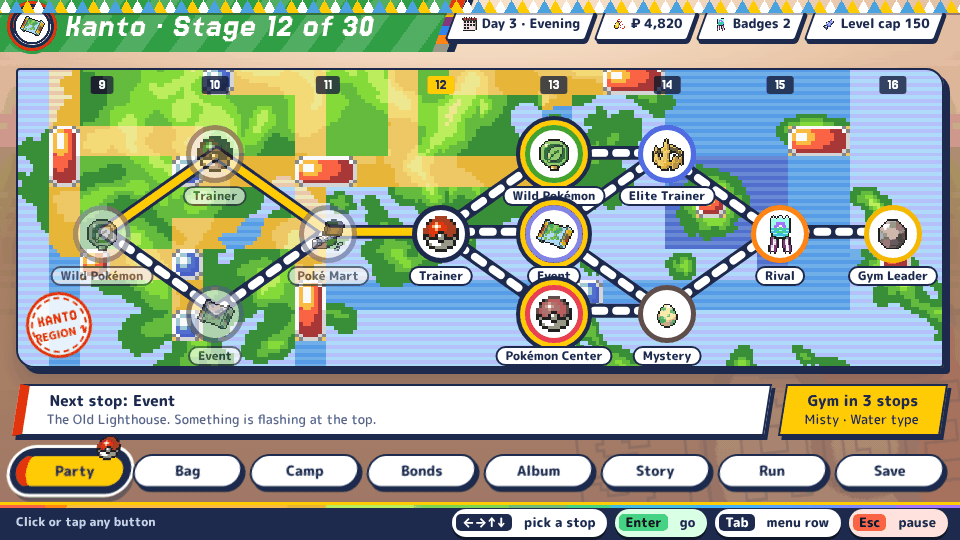 Kanto · Stage 12 of 30
Day 3 · Evening
₽ 4,820
Badges 2
Level cap 150
9
10
11
12
13
14
15
16
Trainer
Wild Pokémon
Elite Trainer
Wild Pokémon
Poké Mart
Trainer
Event
Rival
Gym Leader
KANTO
REGION 1
Event
Pokémon Center
Mystery
Next stop: Event
The Old Lighthouse. Something is flashing at the top.
Gym in 3 stops
Misty · Water type
Party
Bag
Camp
Bonds
Album
Story
Run
Save
Click or tap any button
←→↑↓ pick a stop
Enter go
Tab menu row
Esc pause